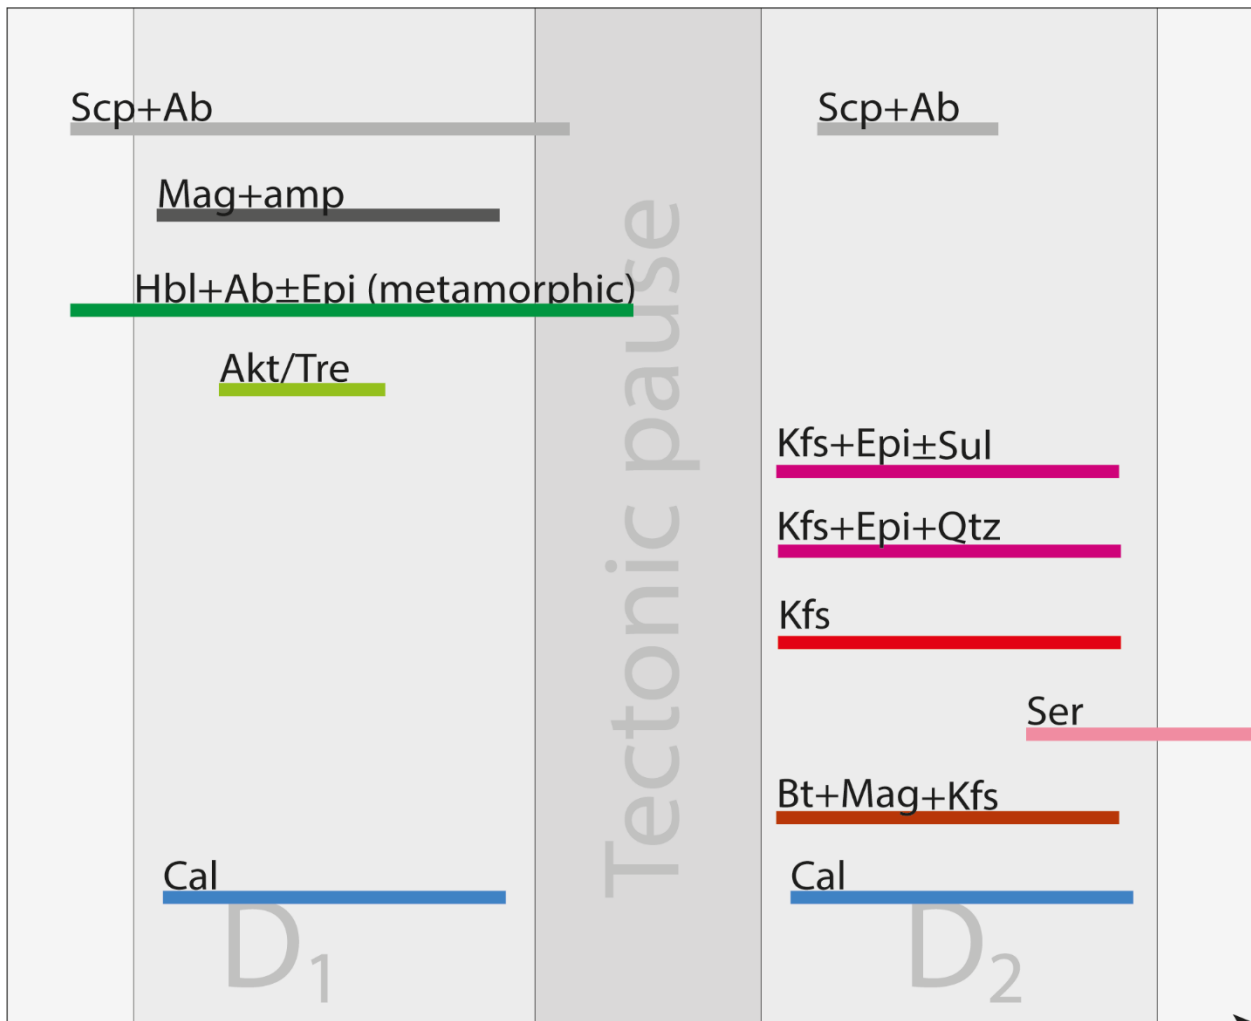 Scp+Ab
Scp+Ab
Mag+amp
Hbl+Ab±Epi (metamorphic)
Akt/Tre
Tectonic pause
Kfs+Epi±Sul
Kfs+Epi+Qtz
Kfs
Ser
Bt+Mag+Kfs
Cal
Cal
D1
D2